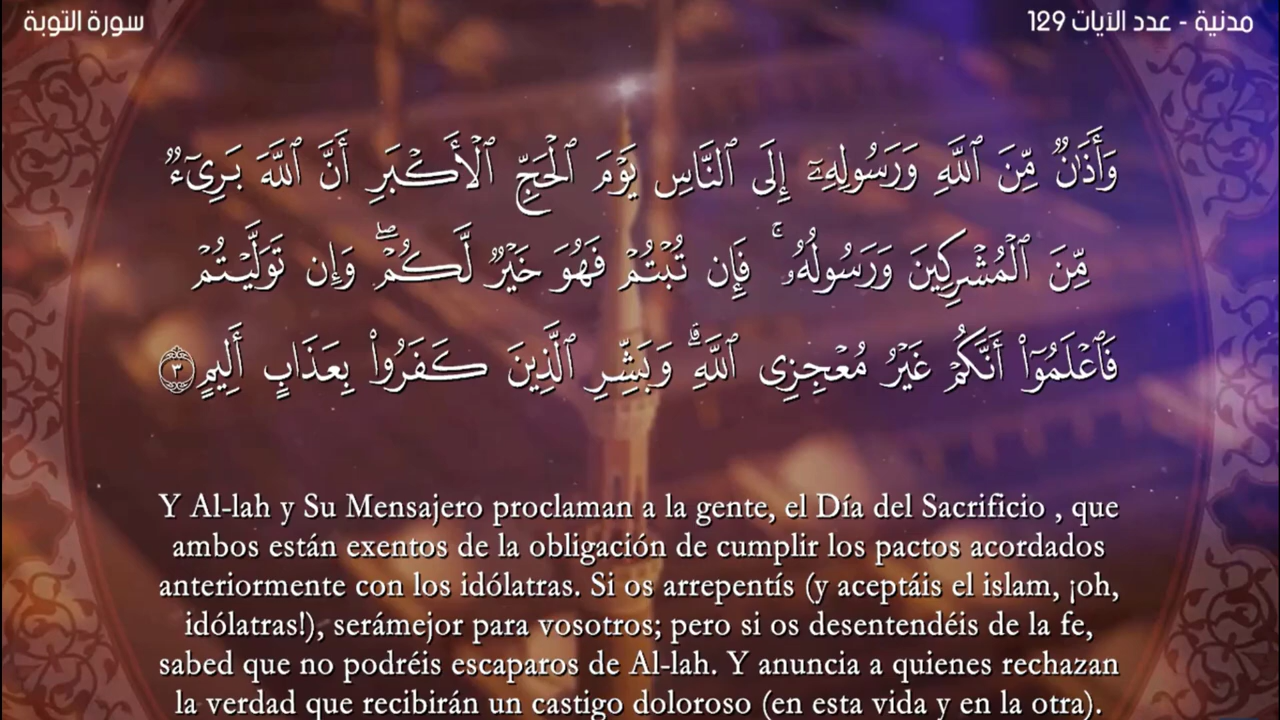 سورة التوبة
مدنية - عدد الآيات 129
وَأَذَٰنٌ مِّنَ ٱللَّهِ وَرَسُولِهِۦٓ إِلَى ٱلنَّاسِ يَوْمَ ٱلْحَجِّ ٱلْأَكْبَرِ أَنَّ ٱللَّهَ بَرِىٓءٌ
مِّنَ ٱلْمُشْرِكِينَ وَرَسُولُهُۥ ۚ فَإِن تُبْتُمْ فَهُوَ خَيْرٌ لَّكُمْ ۖ وَإِن تَوَلَّيْتُمْ
فَٱعْلَمُوٓا۟ أَنَّكُمْ غَيْرُ مُعْجِزِى ٱللَّهِ ۗ وَبَشِّرِ ٱلَّذِينَ كَفَرُوا۟ بِعَذَابٍ أَلِيمٍ ٣
Y Al-lah y Su Mensajero proclaman a la gente, el Día del Sacrificio , que
ambos están exentos de la obligación de cumplir los pactos acordados
anteriormente con los idólatras. Si os arrepentís (y aceptáis el islam, ¡oh,
idólatras!), serámejor para vosotros; pero si os desentendéis de la fe,
sabed que no podréis escaparos de Al-lah. Y anuncia a quienes rechazan
la verdad que recibirán un castigo doloroso (en esta vida y en la otra).